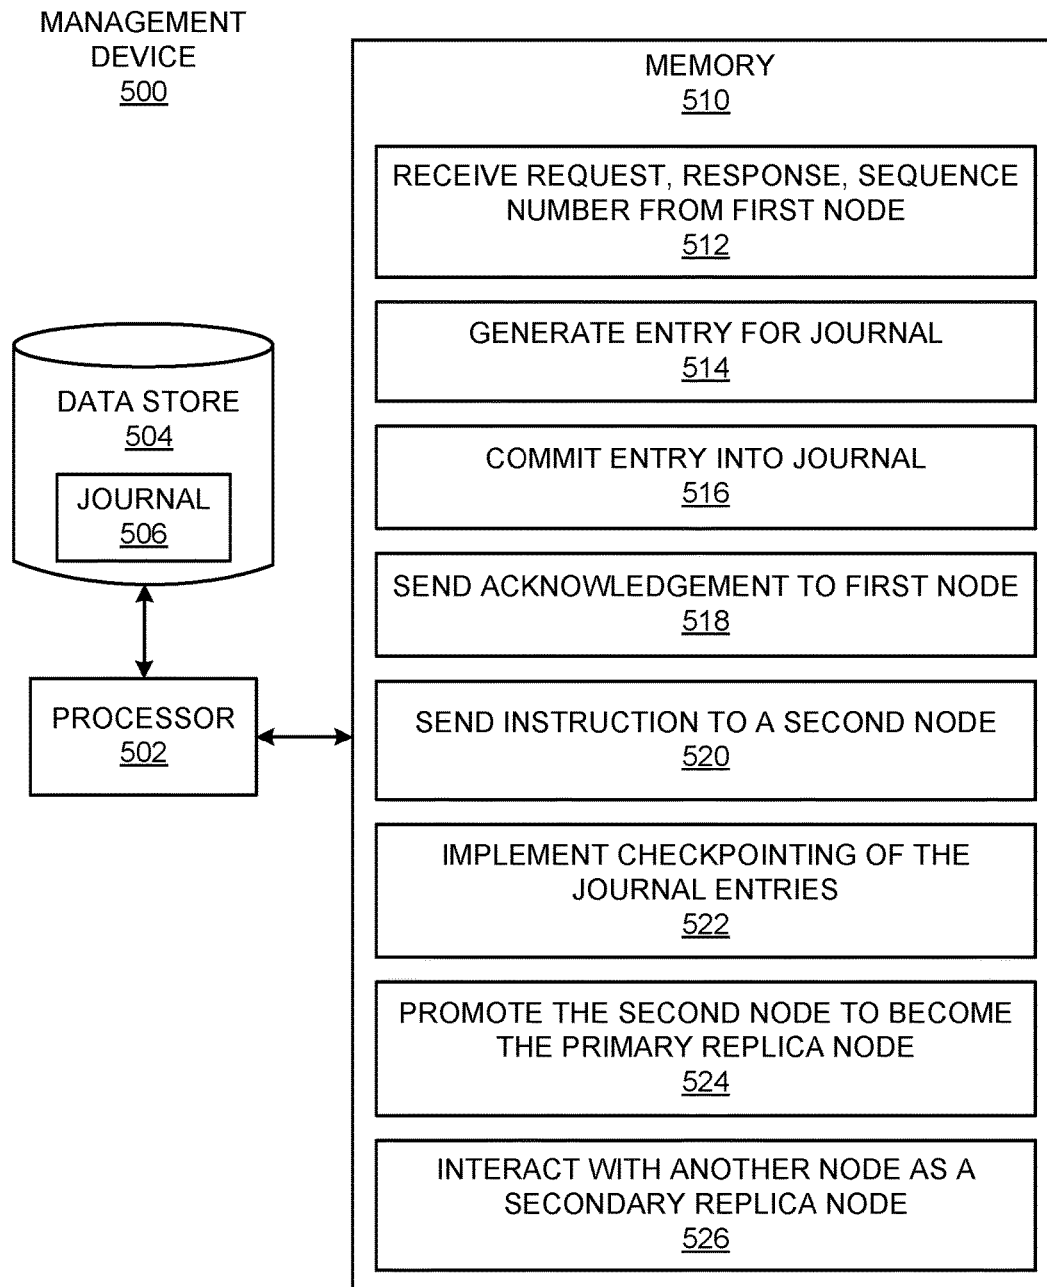 MANAGEMENT
DEVICE
500
MEMORY
510
RECEIVE REQUEST, RESPONSE, SEQUENCE
NUMBER FROM FIRST NODE
512
GENERATE ENTRY FOR JOURNAL
514
COMMIT ENTRY INTO JOURNAL
516
SEND ACKNOWLEDGEMENT TO FIRST NODE
518
SEND INSTRUCTION TO A SECOND NODE
520
IMPLEMENT CHECKPOINTING OF THE
JOURNAL ENTRIES
522
PROMOTE THE SECOND NODE TO BECOME
THE PRIMARY REPLICA NODE
524
INTERACT WITH ANOTHER NODE AS A
SECONDARY REPLICA NODE
526
DATA STORE
504
JOURNAL
506
PROCESSOR
502